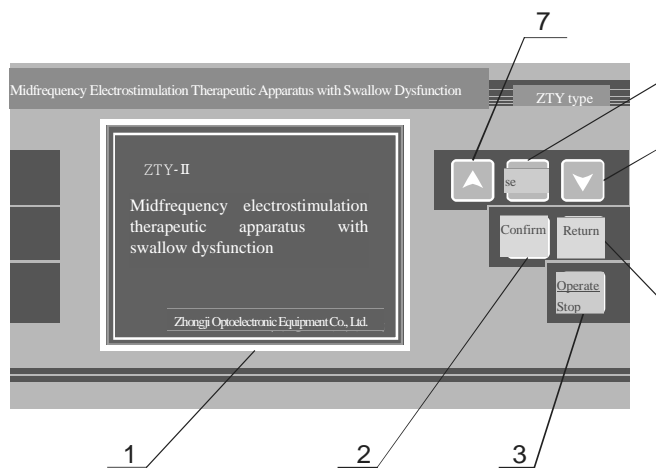 7
Midfrequency Electrostimulation Therapeutic Apparatus with Swallow Dysfunction
ZTY type
ZTY-II
Midfrequency electrostimulation
therapeutic apparatus with
swallow dysfunction
Zhongji Optoelectronic Equipment Co., Ltd.
se
Confirm
Return
Operate
Stop
1
2
3